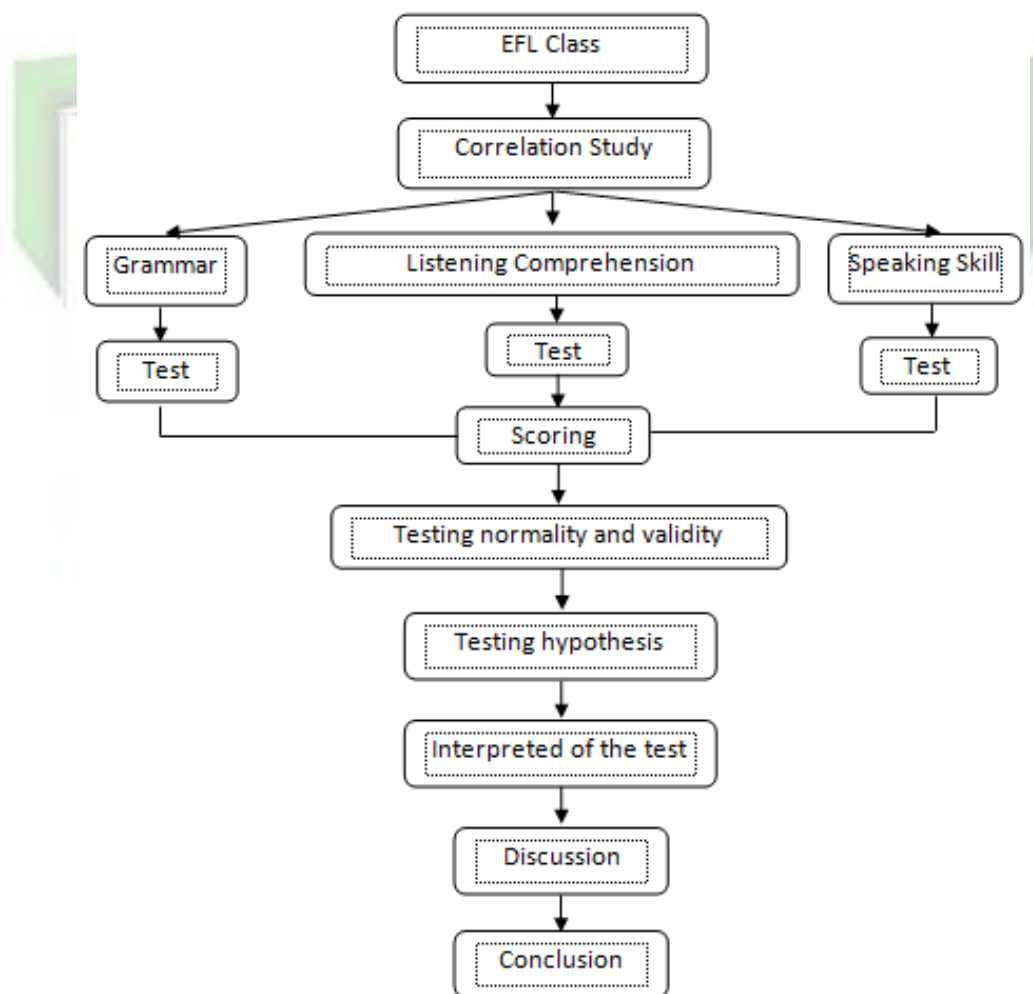 EFL Class
Correlation Study
Grammar
Listening Comprehension
Speaking Skill
Test
Test
Test
Scoring
Testing normality and validity
Testing hypothesis
Interpreted of the test
Discussion
Conclusion